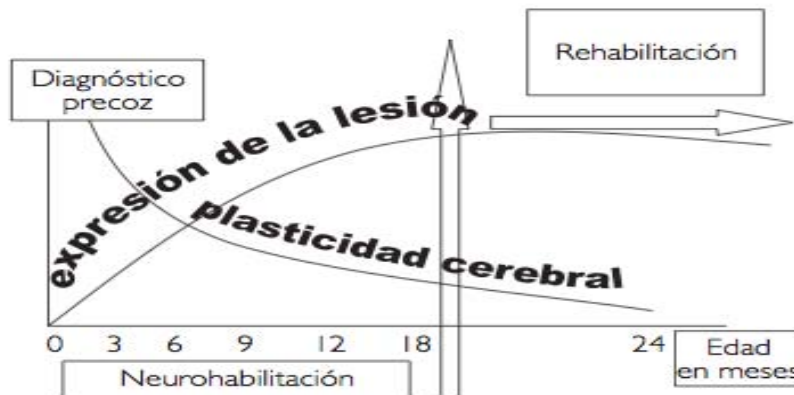 Rehabilitación
Diagnóstico
precoz
expresión de la lesión
plasticidad cerebral
0 3 6 9 12 18 24
Edad
en meses
Neurohabilitación